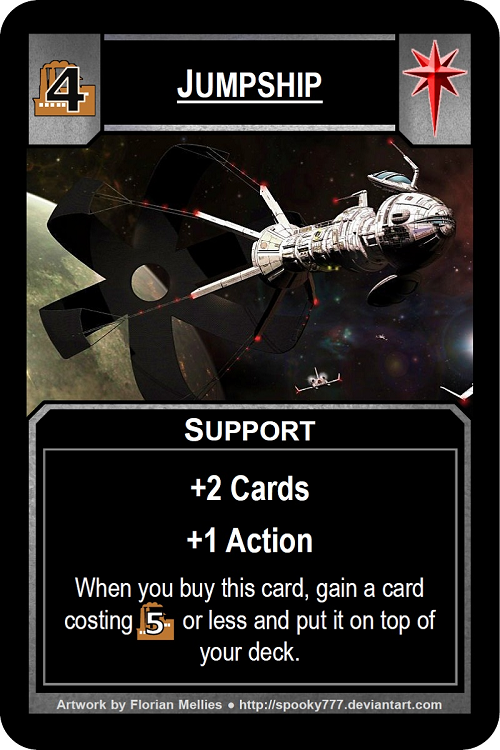 4
JUMPSHIP
SUPPORT
+2 Cards
+1 Action
When you buy this card, gain a card
costing 5 or less and put it on top of
your deck.
Artwork by Florian Mellies ● http://spooky777.deviantart.com